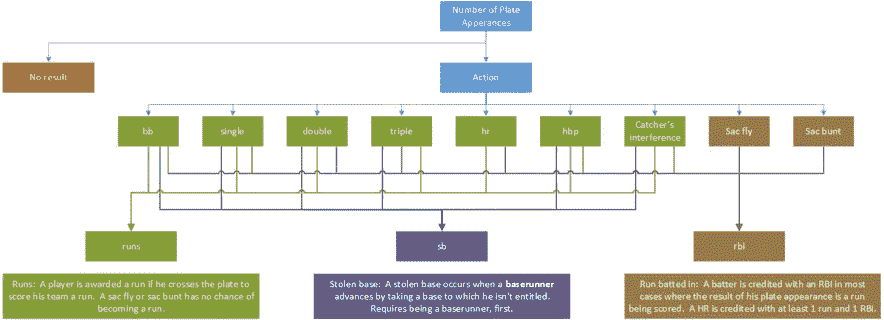 Number of Plate
Apperances
No result
Action
bb
single
double
triple
hr
hbp
Catcher's
interference
Sac fly
Sac bunt
runs
sb
rbi
Runs: A player is awarded a run if he crosses the plate to
score his team a run. A sac fly or sac bunt has no chance of
becoming a run.
Stolen base: A stolen base occurs when a baserunner
advances by taking a base to which he isn't entitled.
Requires being a baserunner, first.
Run batted in: A batter is credited with an RBI in most
cases where the result of his plate appearance is a run
being scored. A HR is credited with at least 1 run and 1 RBI.